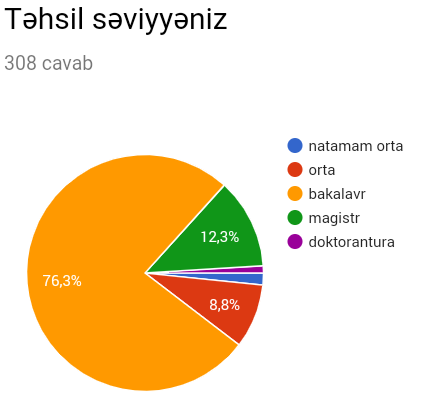 Təhsil səviyyəniz
308 cavab
natamam orta
orta
bakalavr
magistr
doktorantura
12,3%
76,3%
8,8%